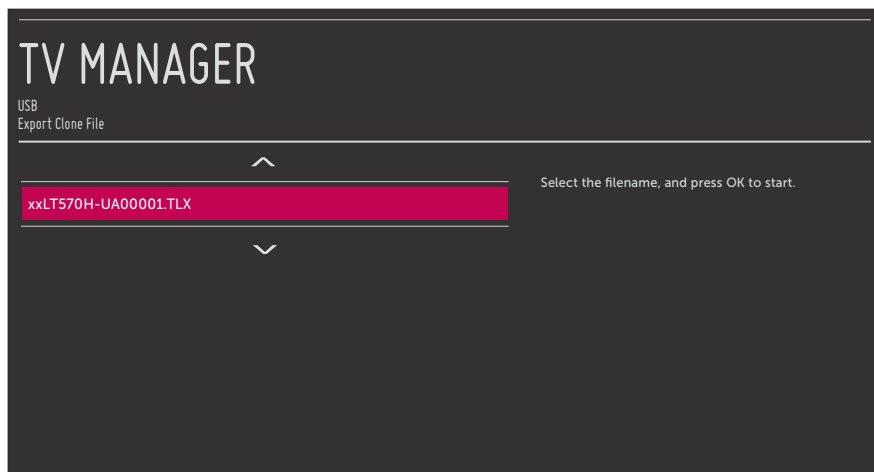 TV MANAGER
USB
Export Clone File
Select the filename, and press OK to start.
xxLT570H-UA00001.TLX